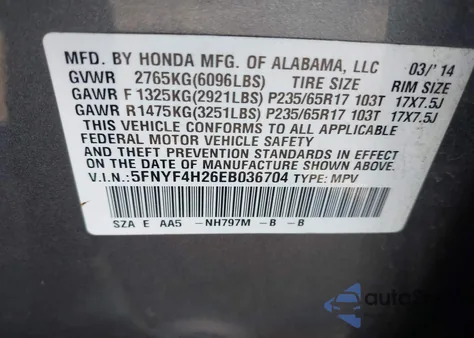 MFD. BY HONDA MFG. OF ALABAMA, LLC 03/'14
GVWR 2765KG(6096LBS) TIRE SIZE RIM SIZE
GAWR F 1325KG(2921LBS) P235/65R17 103T 17X7.5J
GAWR R1475KG(3251LBS) P235/65R17 103T 17X7.5J
THIS VEHICLE CONFORMS TO ALL APPLICABLE
FEDERAL MOTOR VEHICLE SAFETY
AND THEFT PREVENTION STANDARDS IN EFFECT ON THE DATE OF
MANUFACTURE SHOWN ABOVE.
V.I.N.: 5FNYF4H26EB036704 TYPE: MPV
SZA E AA5 -NH797M -B -B